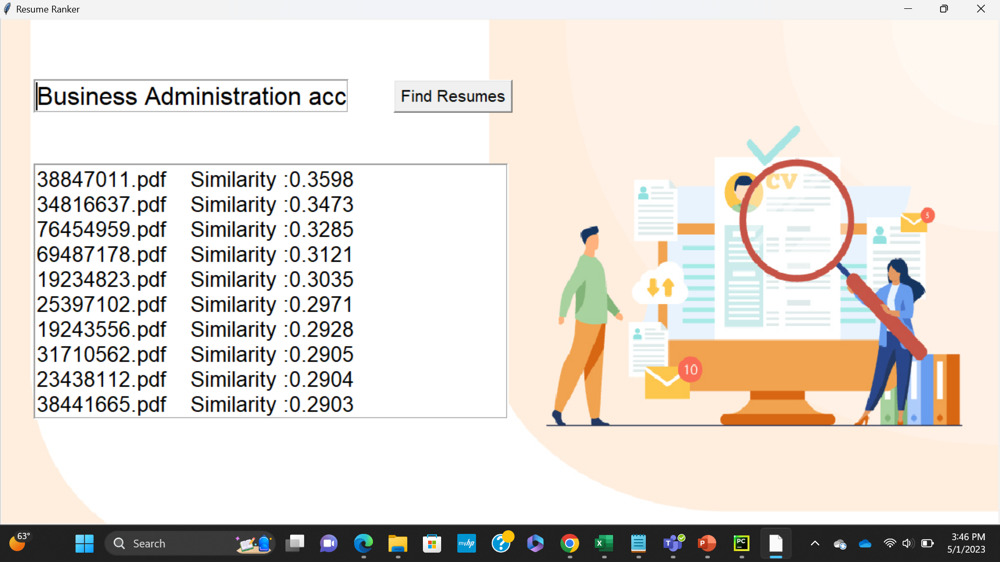 Resume Ranker
Business Administration acc
Find Resumes
38847011.pdf Similarity :0.3598
34816637.pdf Similarity :0.3473
76454959.pdf Similarity :0.3285
69487178.pdf Similarity :0.3121
19234823.pdf Similarity :0.3035
25397102.pdf Similarity :0.2971
19243556.pdf Similarity :0.2928
31710562.pdf Similarity :0.2905
23438112.pdf Similarity :0.2904
38441665.pdf Similarity :0.2903
CV
5
10
63°
Search
myhp
?
X
T
P
PC
3:46 PM
5/1/2023